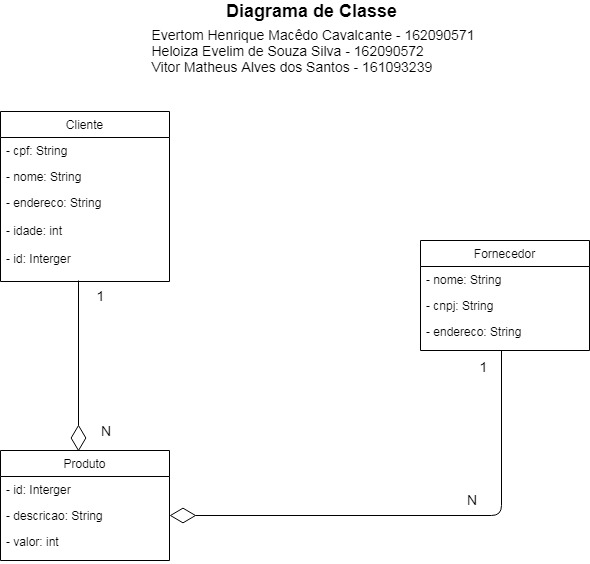 Diagrama de Classe
Evertom Henrique Macêdo Cavalcante - 162090571
Heloiza Evelim de Souza Silva - 162090572
Vitor Matheus Alves dos Santos - 161093239
Cliente
- cpf: String
- nome: String
- endereco: String
- idade: int
- id: Interger
1
N
Fornecedor
- nome: String
- cnpj: String
- endereco: String
1
N
Produto
- id: Interger
- descricao: String
- valor: int